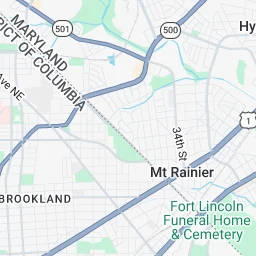 MARYLAND
DISTRICT OF COLUMBIA
501
500
Hy
Ave NE
1
34th St
Mt Rainier
BROOKLAND
Fort Lincoln
Funeral Home
& Cemetery